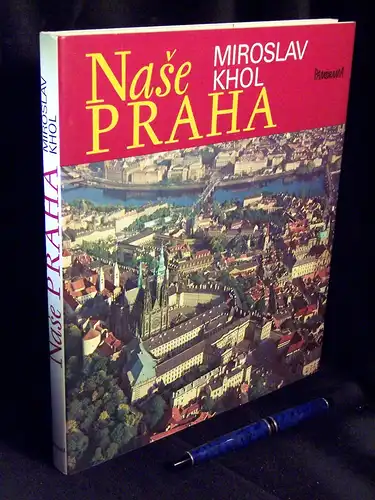 Naše
PRAHA
MIROSLAV
KHOL
PANORAMA
Naše PRAHA
MIROSLAV
KHOL